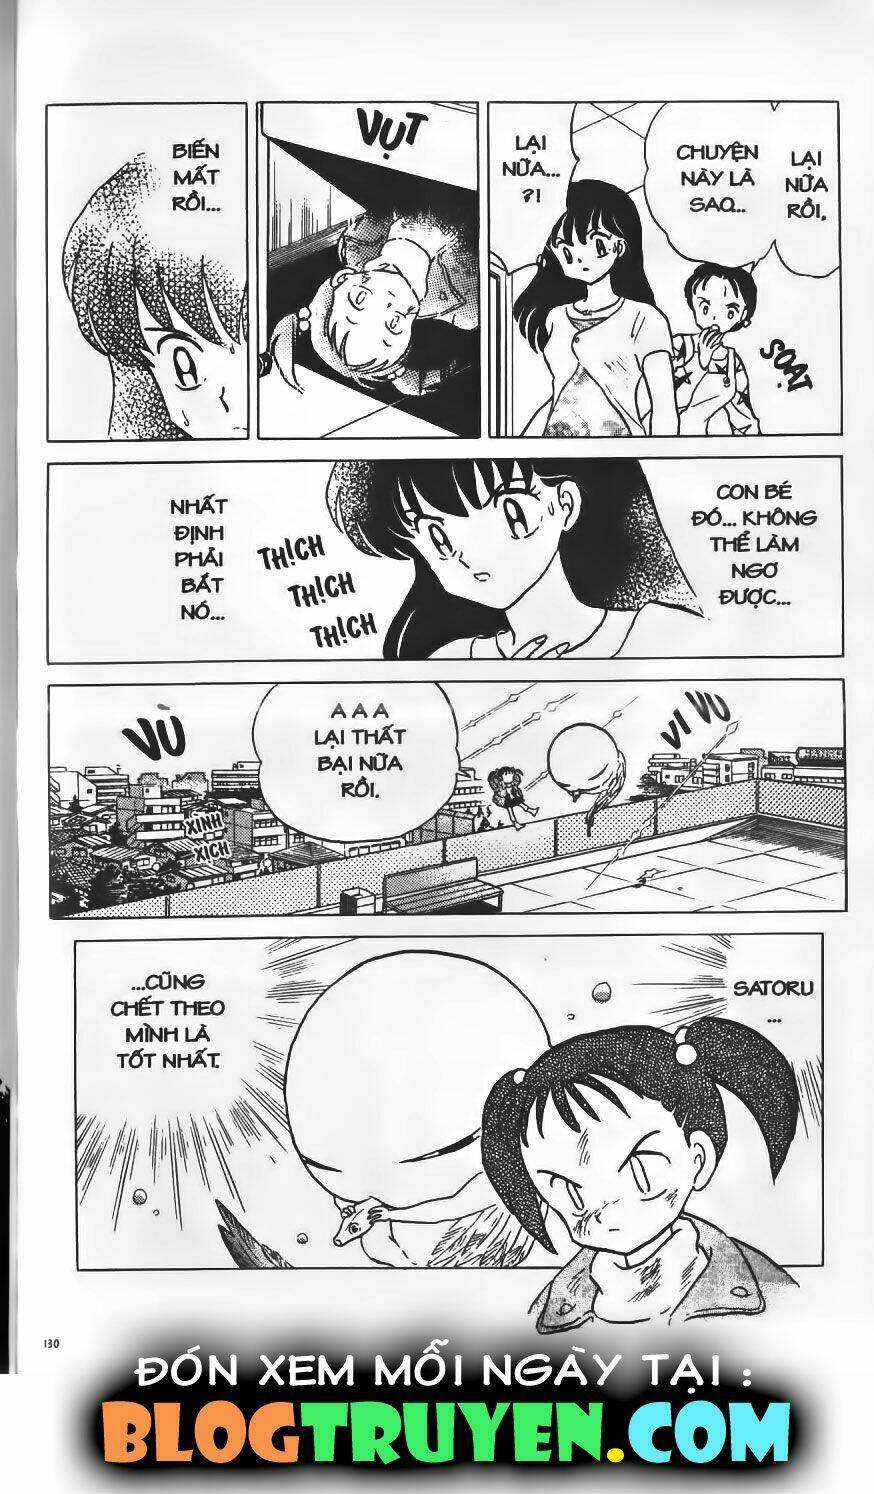 LẠI
NỮA
RỒI,
CHUYỆN
NÀY LÀ
SAO...
SOẠT
LẠI
NỮA...
?!
VỤT
BIẾN
MẤT
RỒI...
CON BÉ
ĐÓ... KHÔNG
THỂ LÀM
NGƠ
ĐƯỢC...
THỊCH
THỊCH
THỊCH
NHẤT
ĐỊNH
PHẢI
BẮT
NÓ...
VI VU
A A A
LẠI THẤT
BẠI NỮA
RỒI.
VÙ
XÌNH
XỊCH
SATORU
...
...CŨNG
CHẾT THEO
MÌNH LÀ
TỐT NHẤT.
130
ĐÓN XEM MỖI NGÀY TẠI :
BLOGTRUYEN.COM